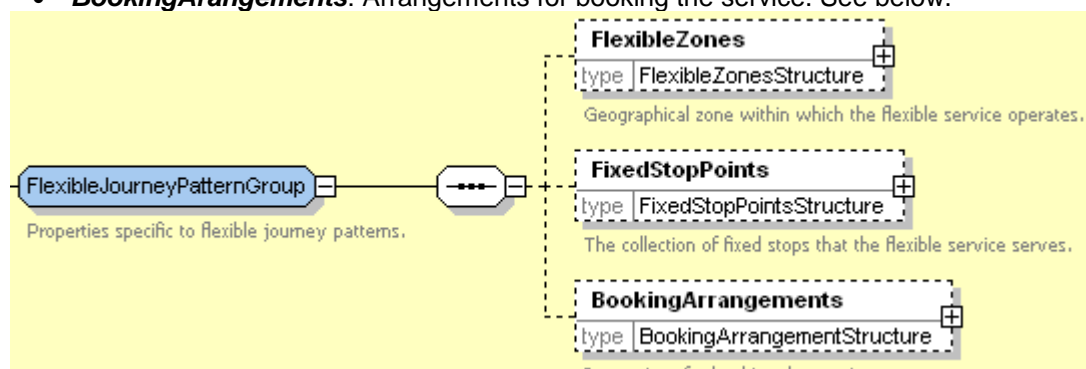 • BookingArangements: Arrangements for booking the service. See below.
FlexibleZones
type FlexibleZonesStructure
Geographical zone within which the flexible service operates.
FlexibleJourneyPatternGroup
Properties specific to flexible journey patterns.
FixedStopPoints
type FixedStopPointsStructure
The collection of fixed stops that the flexible service serves.
BookingArrangements
type BookingArrangementStructure